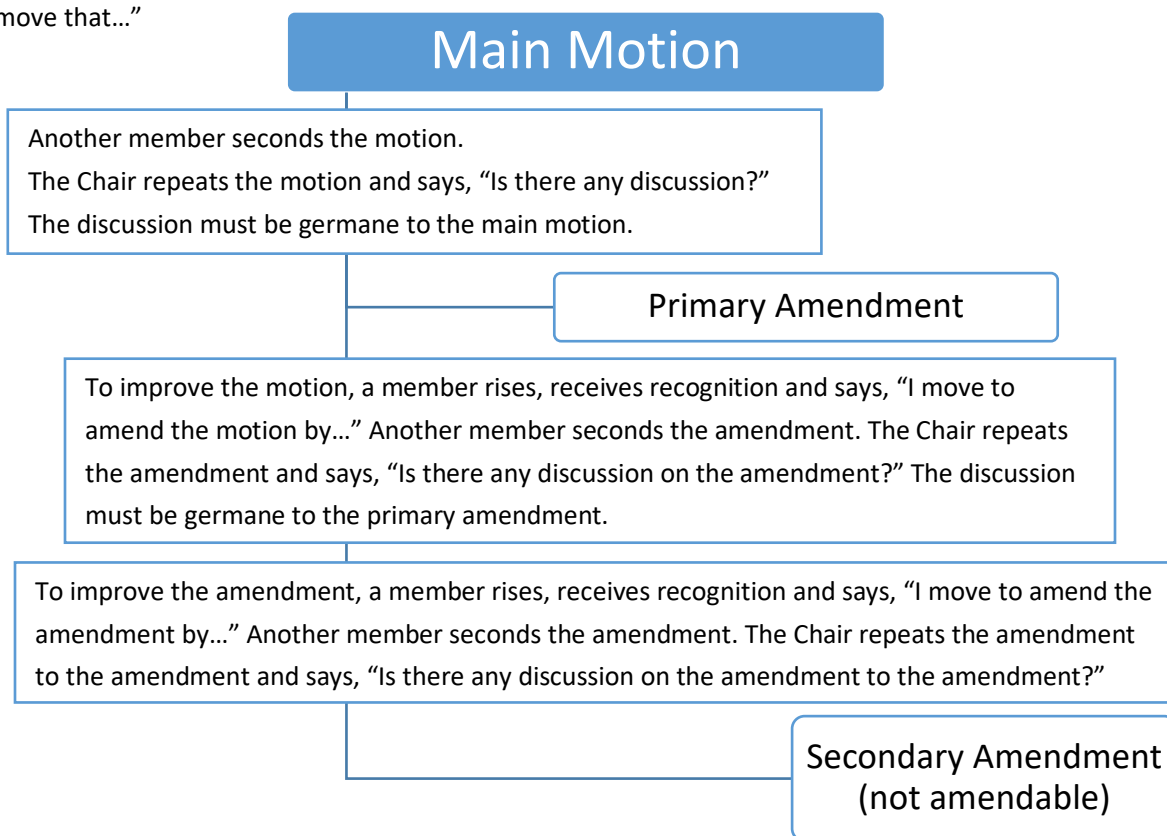 move that…”
Main Motion
Another member seconds the motion.
The Chair repeats the motion and says, “Is there any discussion?”
The discussion must be germane to the main motion.
Primary Amendment
To improve the motion, a member rises, receives recognition and says, “I move to
amend the motion by…” Another member seconds the amendment. The Chair repeats
the amendment and says, “Is there any discussion on the amendment?” The discussion
must be germane to the primary amendment.
To improve the amendment, a member rises, receives recognition and says, “I move to amend the
amendment by…” Another member seconds the amendment. The Chair repeats the amendment
to the amendment and says, “Is there any discussion on the amendment to the amendment?”
Secondary Amendment
(not amendable)